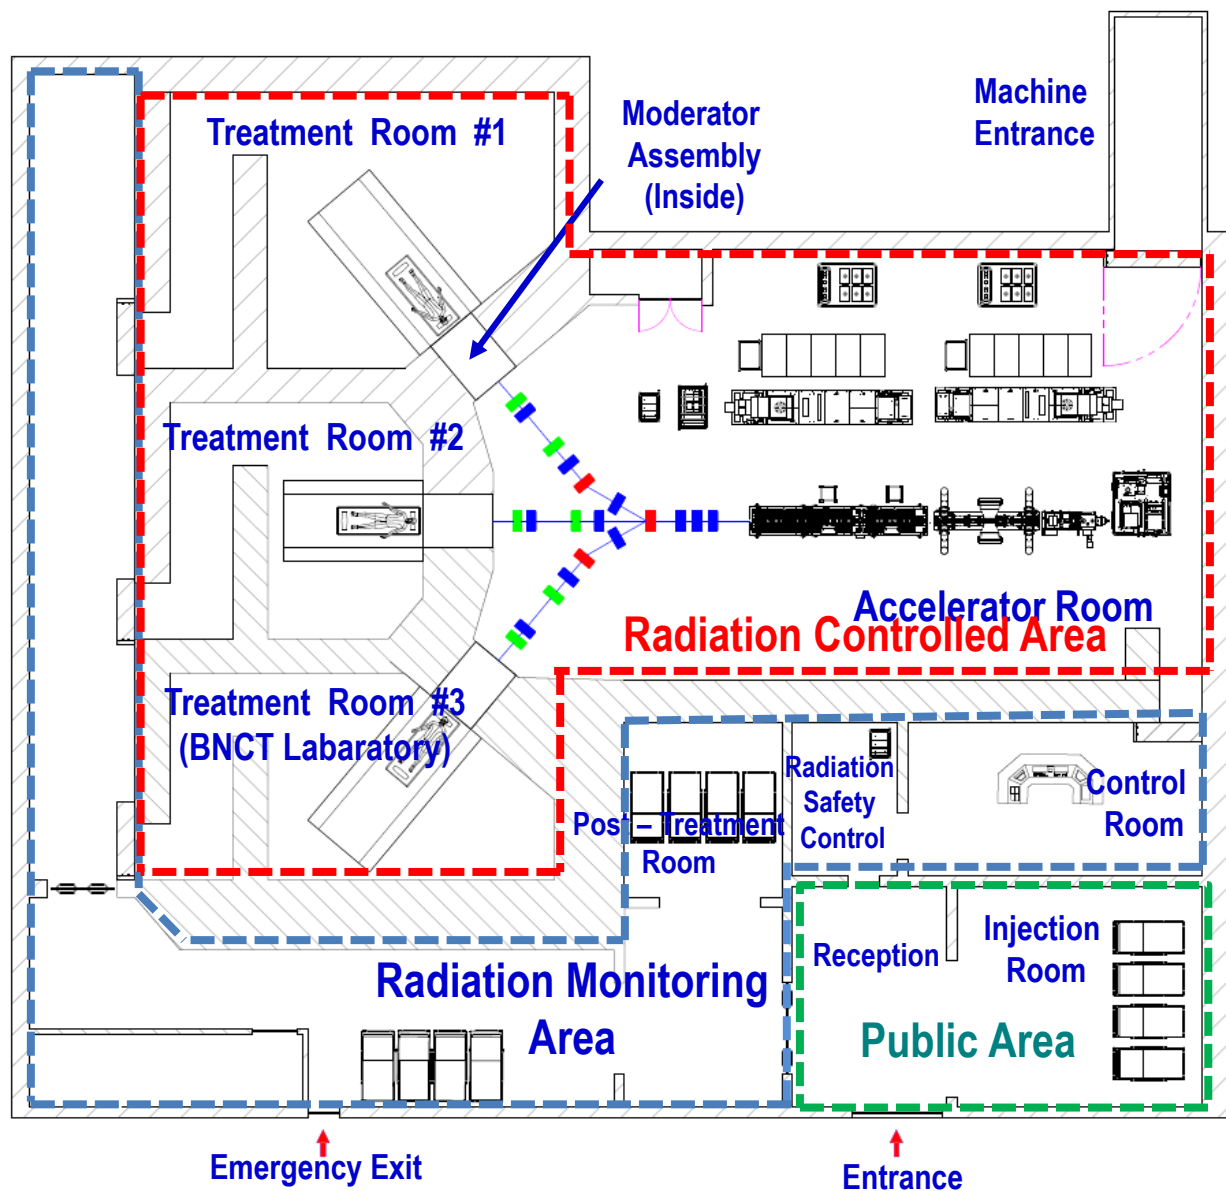 Treatment Room #1
Moderator
Assembly
(Inside)
Machine
Entrance
Treatment Room #2
Accelerator Room
Radiation Controlled Area
Treatment Room #3
(BNCT Labaratory)
Post – Treatment
Room
Radiation
Safety
Control
Control
Room
Radiation Monitoring
Area
Reception
Injection
Room
Public Area
Emergency Exit
Entrance